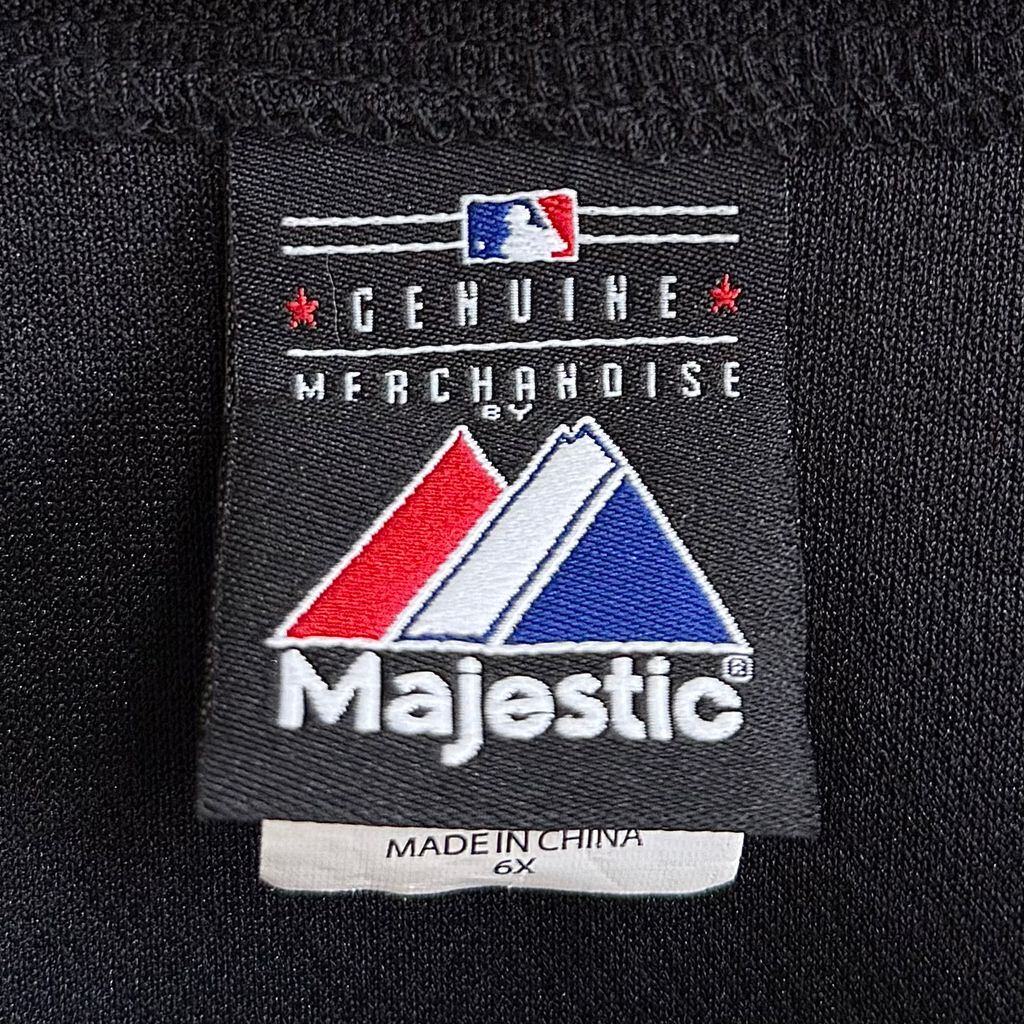 GENUINE
MERCHANDISE
BY
Majestic®
MADE IN CHINA
6X